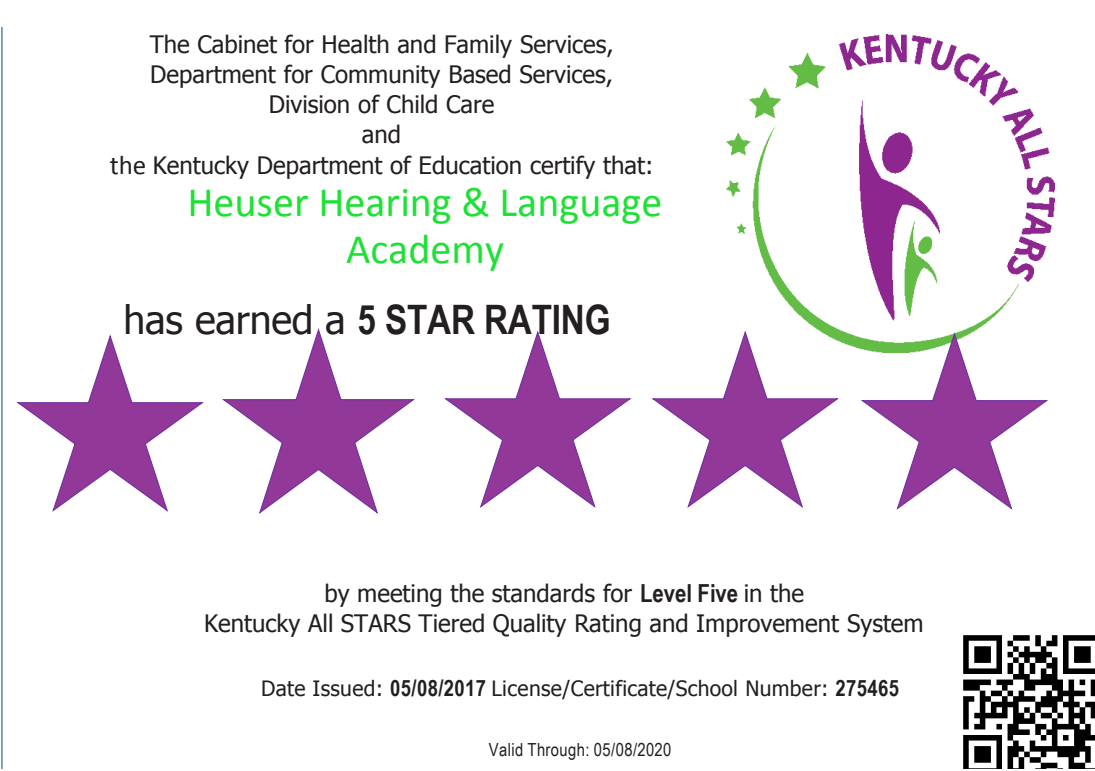 The Cabinet for Health and Family Services,
Department for Community Based Services,
Division of Child Care
and
the Kentucky Department of Education certify that:
Heuser Hearing & Language
Academy
KENTUCKY ALL STARS
has earned a 5 STAR RATING
by meeting the standards for Level Five in the
Kentucky All STARS Tiered Quality Rating and Improvement System
Date Issued: 05/08/2017 License/Certificate/School Number: 275465
Valid Through: 05/08/2020